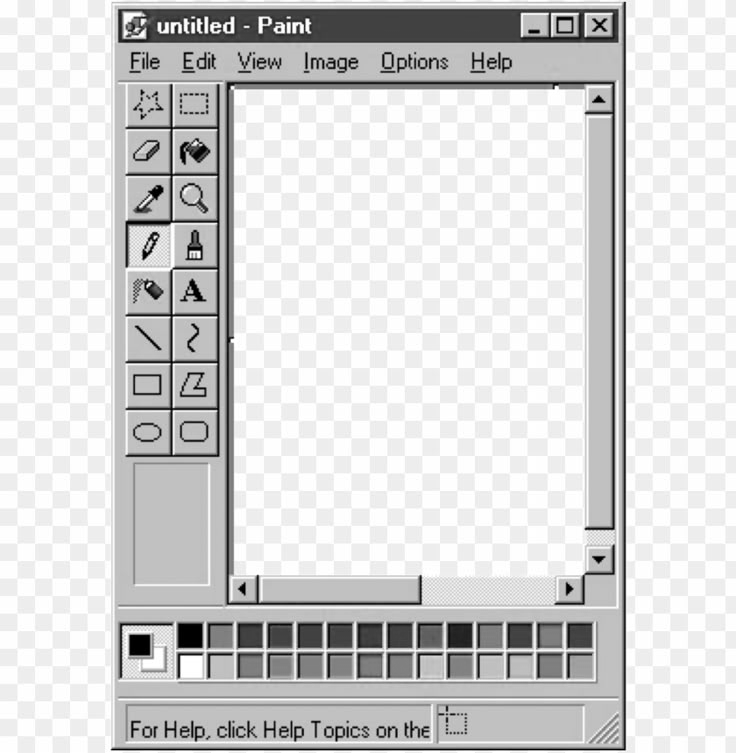 untitled - Paint
File Edit View Image Options Help
A
For Help, click Help Topics on the